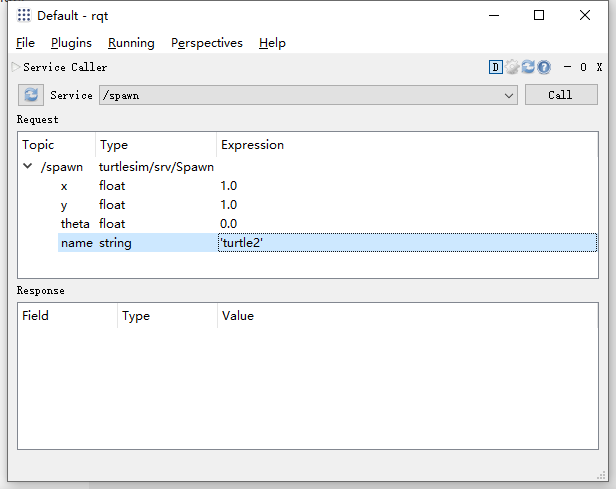 Default - rqt
File Plugins Running Perspectives Help
Service Caller D - O X
Service /spawn Call
Request
Topic Type Expression
/spawn turtlesim/srv/Spawn
x float 1.0
y float 1.0
theta float 0.0
name string 'turtle2'
Response
Field Type Value